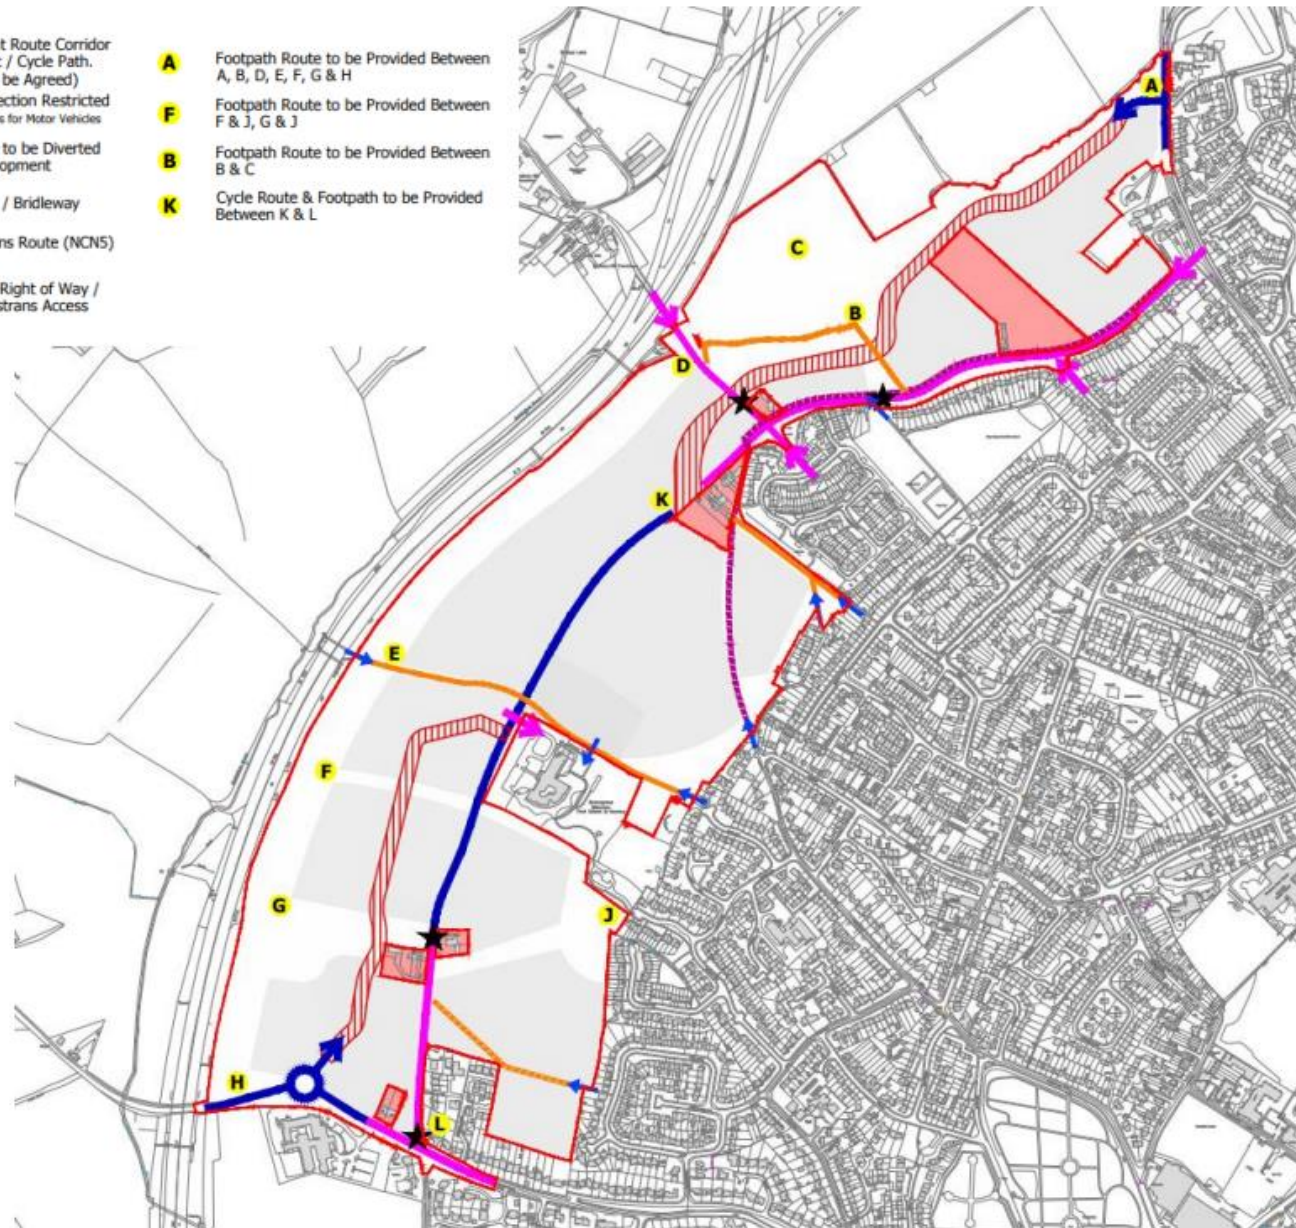 t Route Corridor
: / Cycle Path.
be Agreed)
ection Restricted
s for Motor Vehicles
to be Diverted
opment
/ Bridleway
ns Route (NCN5)
Right of Way /
strans Access
A Footpath Route to be Provided Between
A, B, D, E, F, G & H
F Footpath Route to be Provided Between
F & J, G & J
B Footpath Route to be Provided Between
B & C
K Cycle Route & Footpath to be Provided
Between K & L
A
C
B
D
K
E
F
G
J
H
L